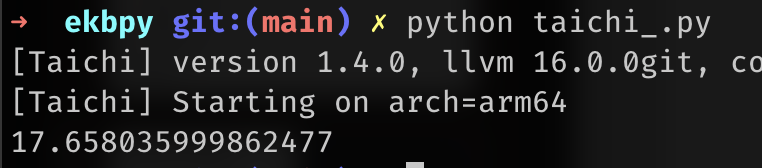 ➜  ekbpy git:(main) ✗ python taichi_.py
[Taichi] version 1.4.0, llvm 16.0.0git, co
[Taichi] Starting on arch=arm64
17.658035999862477